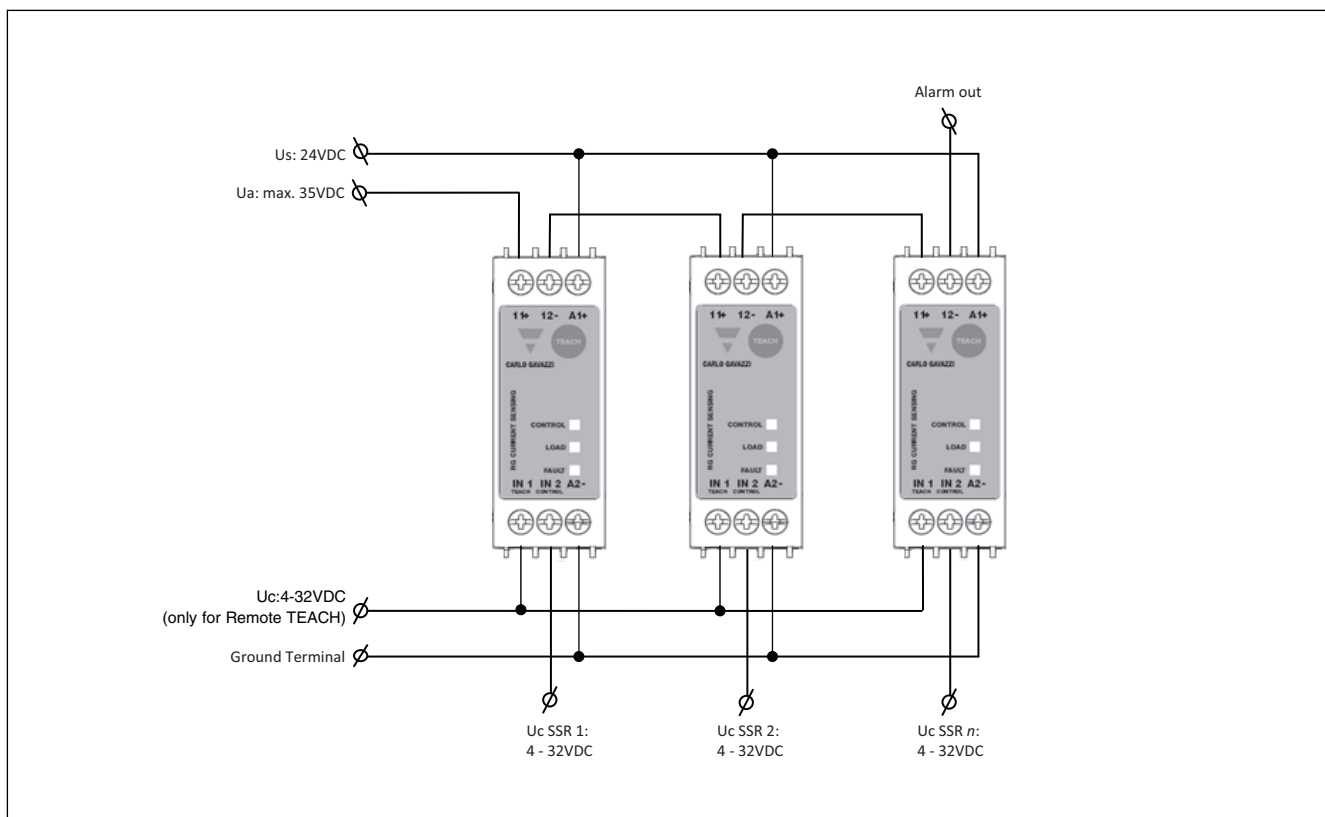 Alarm out
Us: 24VDC
Ua: max. 35VDC
11+ 12- A1+
TEACH
CARLO GAVAZZI
RG CURRENT SENSING
CONTROL
LOAD
FAULT
IN 1 IN 2 A2-
TEACH CONTROL
11+ 12- A1+
TEACH
CARLO GAVAZZI
RG CURRENT SENSING
CONTROL
LOAD
FAULT
IN 1 IN 2 A2-
TEACH CONTROL
11+ 12- A1+
TEACH
CARLO GAVAZZI
RG CURRENT SENSING
CONTROL
LOAD
FAULT
IN 1 IN 2 A2-
TEACH CONTROL
Uc:4-32VDC
(only for Remote TEACH)
Ground Terminal
Uc SSR 1:
4 - 32VDC
Uc SSR 2:
4 - 32VDC
Uc SSR n:
4 - 32VDC